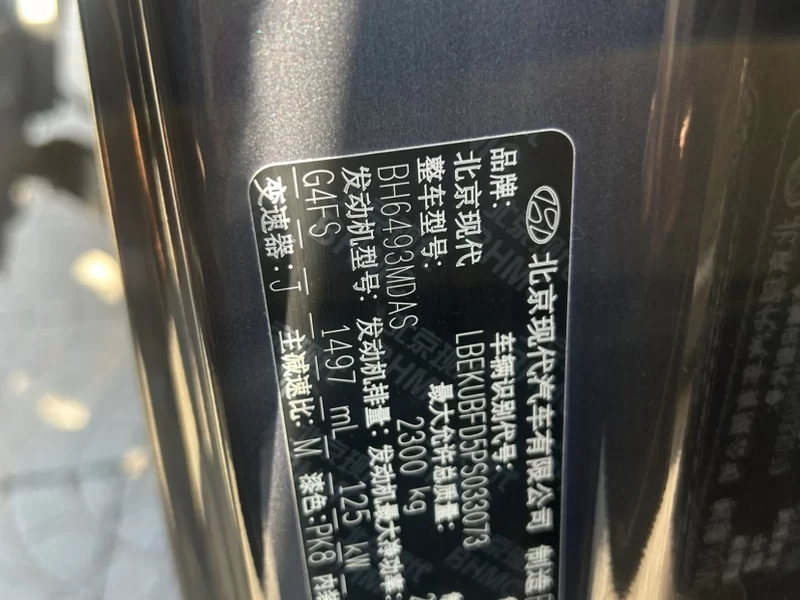 北京现代汽车有限公司 制造
品牌: 车辆识别代号:
北京现代 LBEKUBFD5PS033073
整车型号: 最大允许总质量:
BH6493MDAS 2300 kg
发动机型号: 发动机排量: 发动机最大净功率:
G4FS 1497 mL 125 KW
变速器: J 主减速比: M 漆色: PK8 内